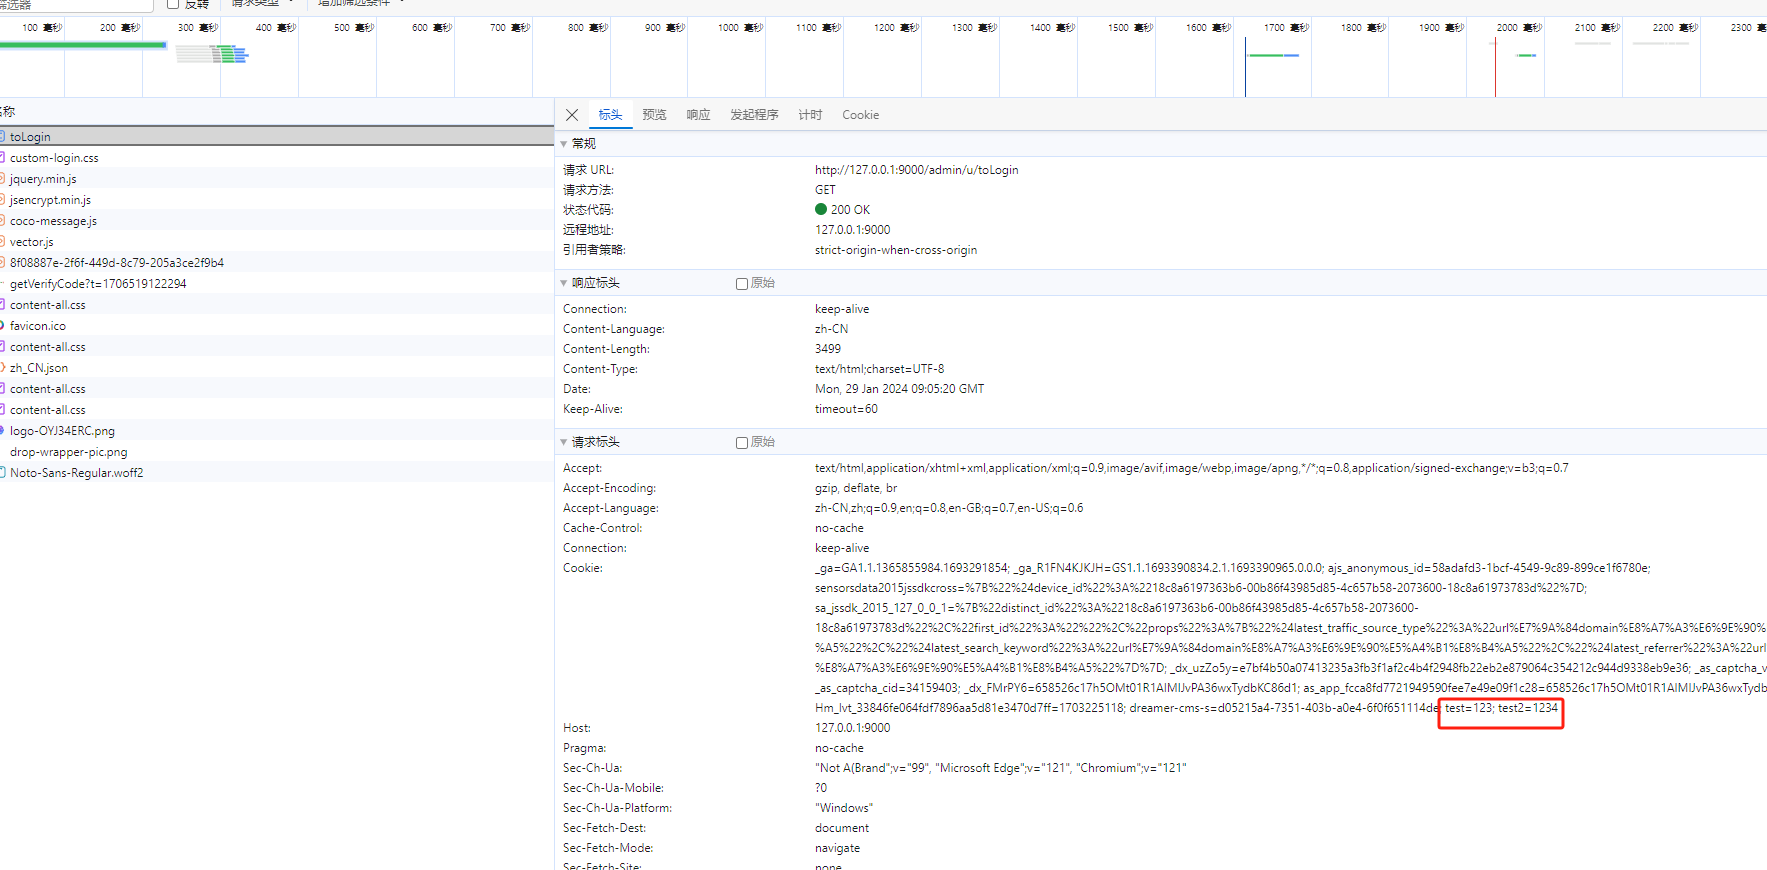 筛选器 反转 请求类型 增加筛选条件
100 毫秒 200 毫秒 300 毫秒 400 毫秒 500 毫秒 600 毫秒 700 毫秒 800 毫秒 900 毫秒 1000 毫秒 1100 毫秒 1200 毫秒 1300 毫秒 1400 毫秒 1500 毫秒 1600 毫秒 1700 毫秒 1800 毫秒 1900 毫秒 2000 毫秒 2100 毫秒 2200 毫秒 2300 毫
名称
toLogin
custom-login.css
jquery.min.js
jsencrypt.min.js
coco-message.js
vector.js
8f08887e-2f6f-449d-8c79-205a3ce2f9b4
getVerifyCode?t=1706519122294
content-all.css
favicon.ico
content-all.css
zh_CN.json
content-all.css
content-all.css
logo-OYJ34ERC.png
drop-wrapper-pic.png
Noto-Sans-Regular.woff2
标头 预览 响应 发起程序 计时 Cookie
常规
请求 URL: http://127.0.0.1:9000/admin/u/toLogin
请求方法: GET
状态代码: 200 OK
远程地址: 127.0.0.1:9000
引用者策略: strict-origin-when-cross-origin
响应标头 原始
Connection: keep-alive
Content-Language: zh-CN
Content-Length: 3499
Content-Type: text/html;charset=UTF-8
Date: Mon, 29 Jan 2024 09:05:20 GMT
Keep-Alive: timeout=60
请求标头 原始
Accept: text/html,application/xhtml+xml,application/xml;q=0.9,image/avif,image/webp,image/apng,*/*;q=0.8,application/signed-exchange;v=b3;q=0.7
Accept-Encoding: gzip, deflate, br
Accept-Language: zh-CN,zh;q=0.9,en;q=0.8,en-GB;q=0.7,en-US;q=0.6
Cache-Control: no-cache
Connection: keep-alive
Cookie: _ga=GA1.1.1365855984.1693291854; _ga_R1FN4KJKJH=GS1.1.1693390834.2.1.1693390965.0.0.0; ajs_anonymous_id=58adafd3-1bcf-4549-9c89-899ce1f6780e;
sensorsdata2015jssdkcross=%7B%22%24device_id%22%3A%2218c8a6197363b6-00b86f43985d85-4c657b58-2073600-18c8a61973783d%22%7D;
sa_jssdk_2015_127_0_0_1=%7B%22distinct_id%22%3A%2218c8a6197363b6-00b86f43985d85-4c657b58-2073600-
18c8a61973783d%22%2C%22first_id%22%3A%22%22%2C%22props%22%3A%7B%22%24latest_traffic_source_type%22%3A%22url%E7%9A%84domain%E8%A7%A3%E6%9E%90%
%A5%22%2C%22%24latest_search_keyword%22%3A%22url%E7%9A%84domain%E8%A7%A3%E6%9E%90%E5%A4%B1%E8%B4%A5%22%2C%22%24latest_referrer%22%3A%22url
%E8%A7%A3%E6%9E%90%E5%A4%B1%E8%B4%A5%22%7D%7D; _dx_uzZo5y=e7bf4b50a07413235a3fb3f1af2c4b4f2948fb22eb2e879064c354212c944d9338eb9e36; _as_captcha_v
_as_captcha_cid=34159403; _dx_FMrPY6=658526c17h5OMt01R1AIMIJvPA36wxTydbKC86d1; as_app_fcca8fd7721949590fee7e49e09f1c28=658526c17h5OMt01R1AIMIJvPA36wxTydb
Hm_lvt_33846fe064fdf7896aa5d81e3470d7ff=1703225118; dreamer-cms-s=d05215a4-7351-403b-a0e4-6f0f651114de; test=123; test2=1234
Host: 127.0.0.1:9000
Pragma: no-cache
Sec-Ch-Ua: "Not A(Brand";v="99", "Microsoft Edge";v="121", "Chromium";v="121"
Sec-Ch-Ua-Mobile: ?0
Sec-Ch-Ua-Platform: "Windows"
Sec-Fetch-Dest: document
Sec-Fetch-Mode: navigate
Sec-Fetch-Site: none